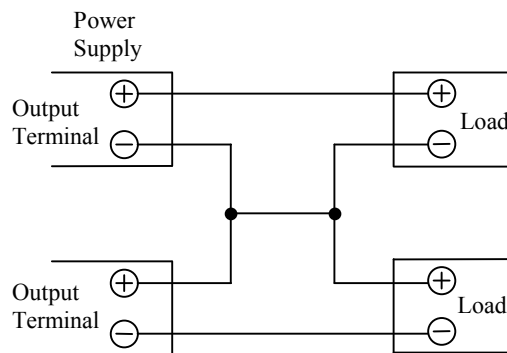 Power
Supply
+ +
Output
Terminal
Load
− −
+ +
Output
Terminal
Load
− −